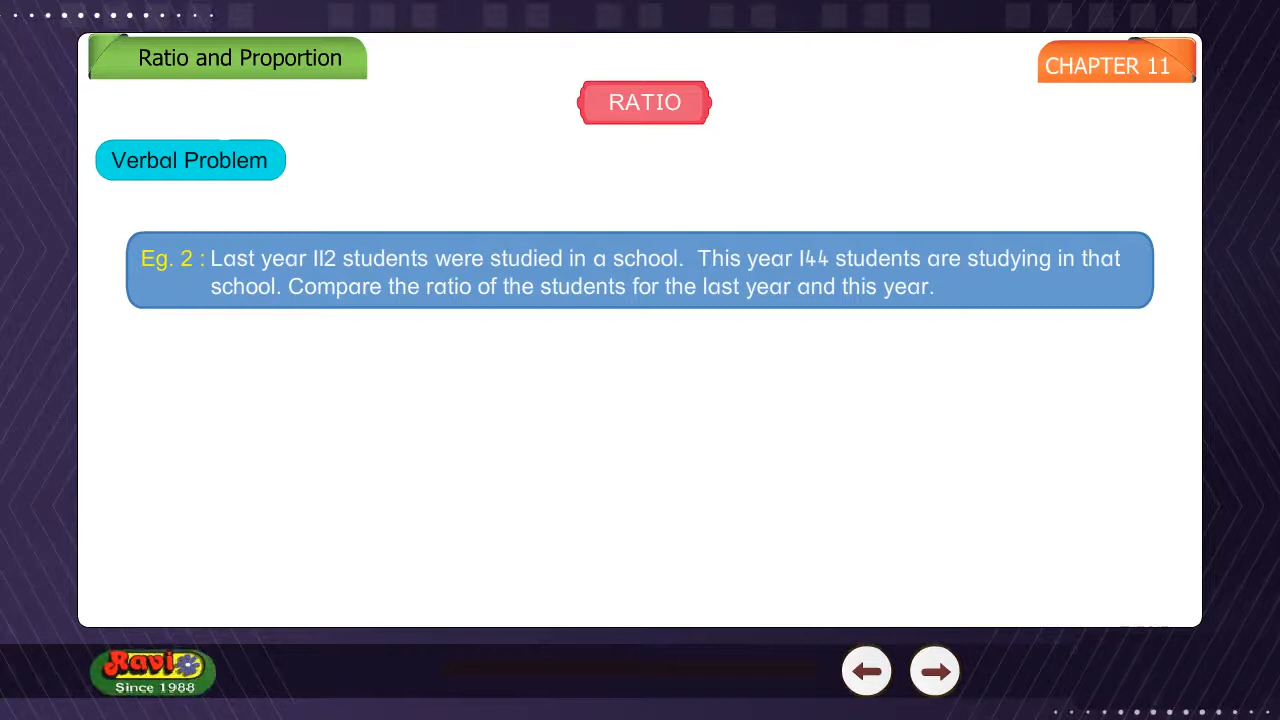 Ratio and Proportion
CHAPTER 11
RATIO
Verbal Problem
Eg. 2 : Last year 112 students were studied in a school. This year 144 students are studying in that
school. Compare the ratio of the students for the last year and this year.
Ravi
Since 1988